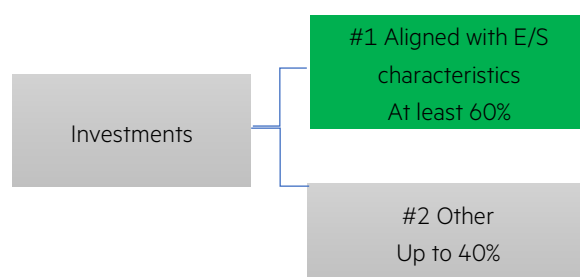 Investments
#1 Aligned with E/S
characteristics
At least 60%
#2 Other
Up to 40%